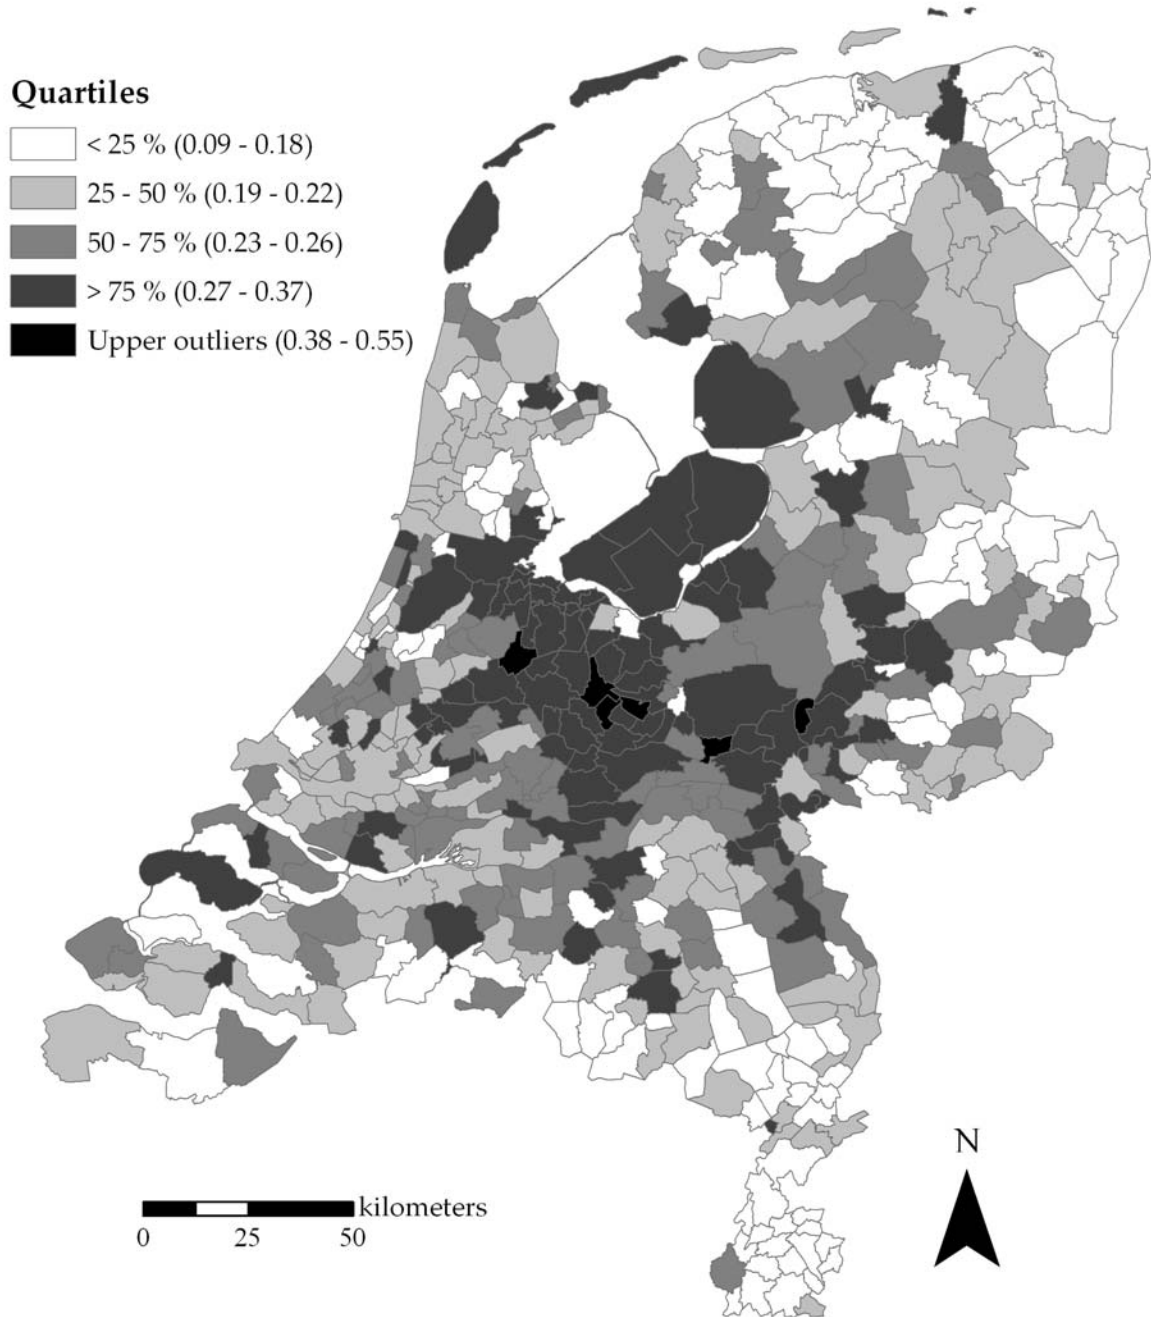 Quartiles
< 25 % (0.09 - 0.18)
25 - 50 % (0.19 - 0.22)
50 - 75 % (0.23 - 0.26)
> 75 % (0.27 - 0.37)
Upper outliers (0.38 - 0.55)
N
kilometers
0 25 50